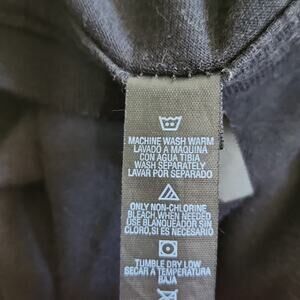 MACHINE WASH WARM
LAVADO A MAQUINA
CON AGUA TIBIA
WASH SEPARATELY
LAVAR POR SEPARADO
ONLY NON-CHLORINE
BLEACH,WHEN NEEDED
USE BLANQUEADOR SIN
CLORO,SI ES NECESARIO
TUMBLE DRY LOW
SECAR A TEMPERATURA
BAJA